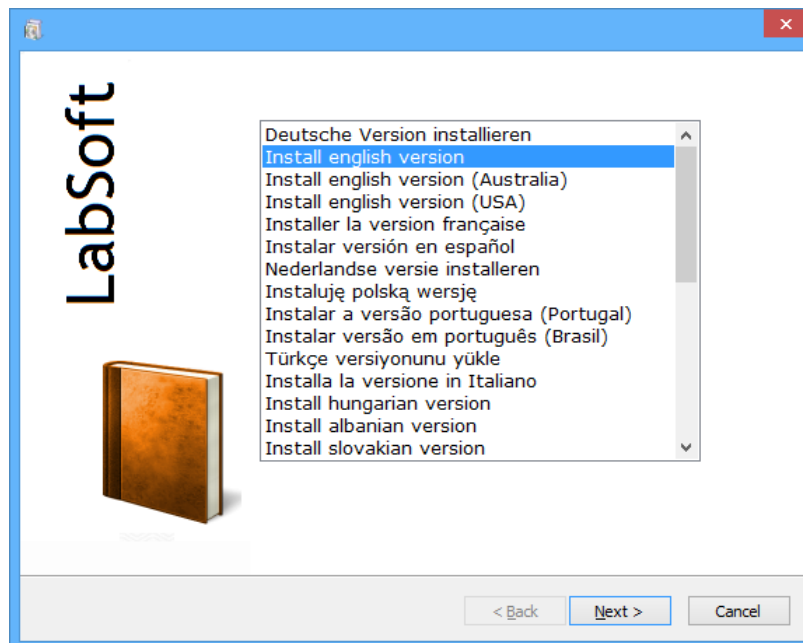 LabSoft
Deutsche Version installieren
Install english version
Install english version (Australia)
Install english version (USA)
Installer la version française
Instalar versión en español
Nederlandse versie installeren
Instaluję polską wersję
Instalar a versão portuguesa (Portugal)
Instalar versão em português (Brasil)
Türkçe versiyonunu yükle
Installa la versione in Italiano
Install hungarian version
Install albanian version
Install slovakian version
< Back Next > Cancel